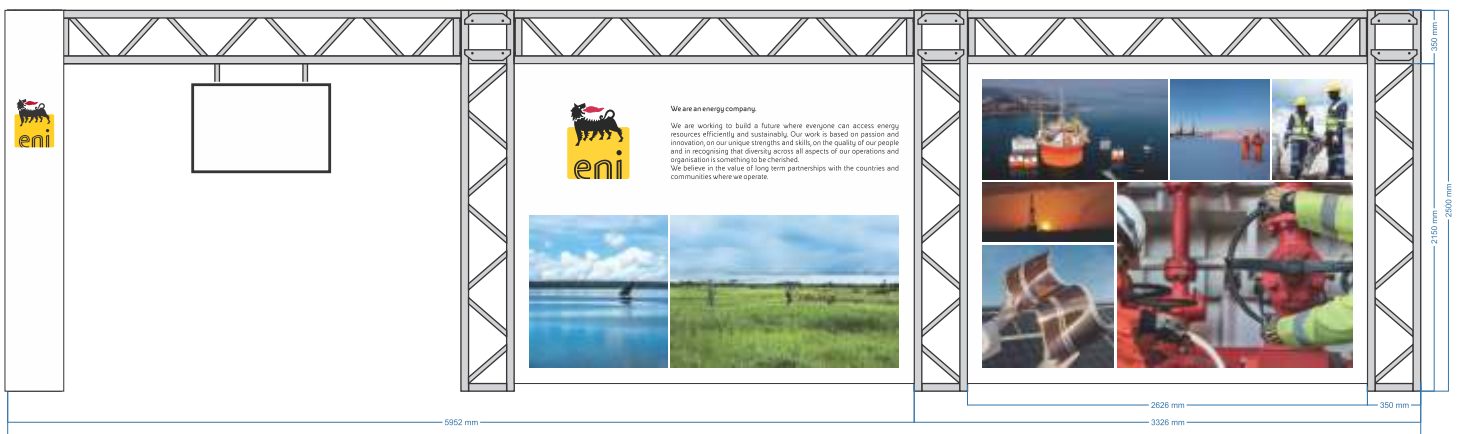 eni
eni
We are an energy company.
We are working to build a future where everyone can access energy
resources efficiently and sustainably. Our work is based on passion and
innovation, on our unique strengths and skills, on the quality of our people
and in recognising that diversity across all aspects of our operations and
organisation is something to be cherished.
We believe in the value of long term partnerships with the countries and
communities where we operate.
350 mm
2150 mm
2500 mm
2626 mm
350 mm
5952 mm
3326 mm